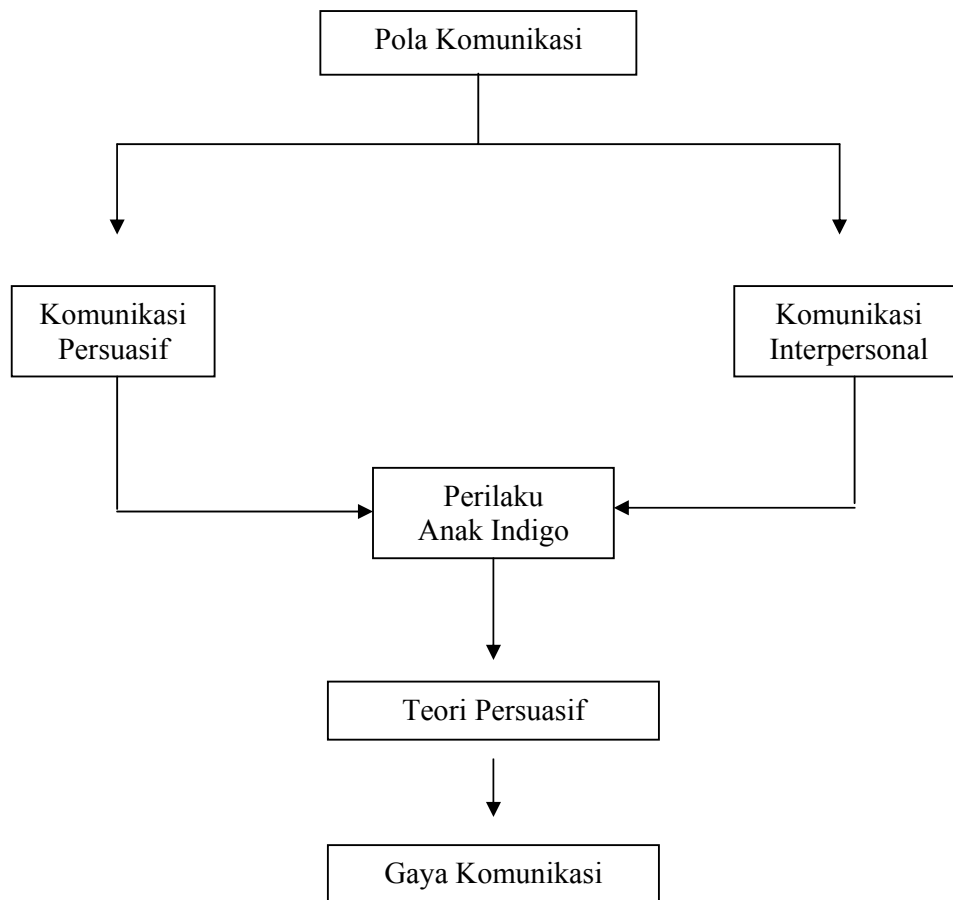 Pola Komunikasi
Komunikasi
Persuasif
Komunikasi
Interpersonal
Perilaku
Anak Indigo
Teori Persuasif
Gaya Komunikasi